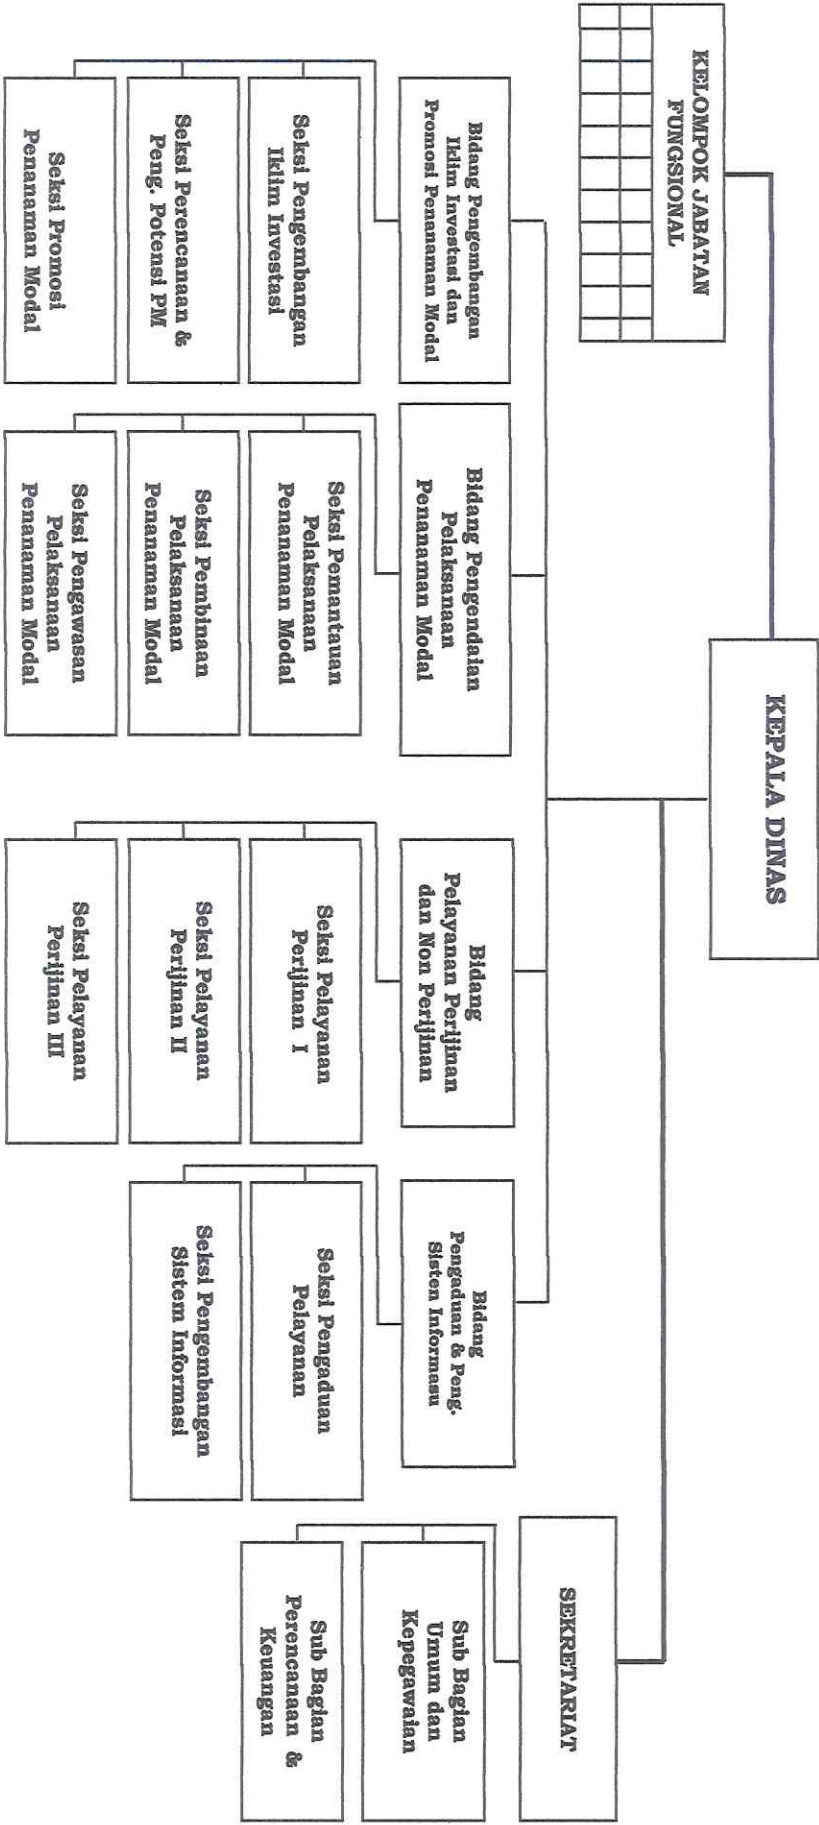 KEPALA DINAS
KELOMPOK JABATAN
FUNGSIONAL
SEKRETARIAT
Sub Bagian
Umum dan
Kepegawaian
Sub Bagian
Perencanaan &
Keuangan
Bidang Pengembangan
Iklim Investasi dan
Promosi Penanaman Modal
Seksi Pengembangan
Iklim Investasi
Seksi Perencanaan &
Peng. Potensi PM
Seksi Promosi
Penanaman Modal
Bidang Pengendaian
Pelaksanaan
Penanaman Modal
Seksi Pemantauan
Pelaksanaan
Penanaman Modal
Seksi Pembinaan
Pelaksanaan
Penanaman Modal
Seksi Pengawasan
Pelaksanaan
Penanaman Modal
Bidang
Pelayanan Perijinan
dan Non Perijinan
Seksi Pelayanan
Perijinan I
Seksi Pelayanan
Perijinan II
Seksi Pelayanan
Perijinan III
Bidang
Pengaduan & Peng.
Sisten Informasu
Seksi Pengaduan
Pelayanan
Seksi Pengembangan
Sistem Informasi